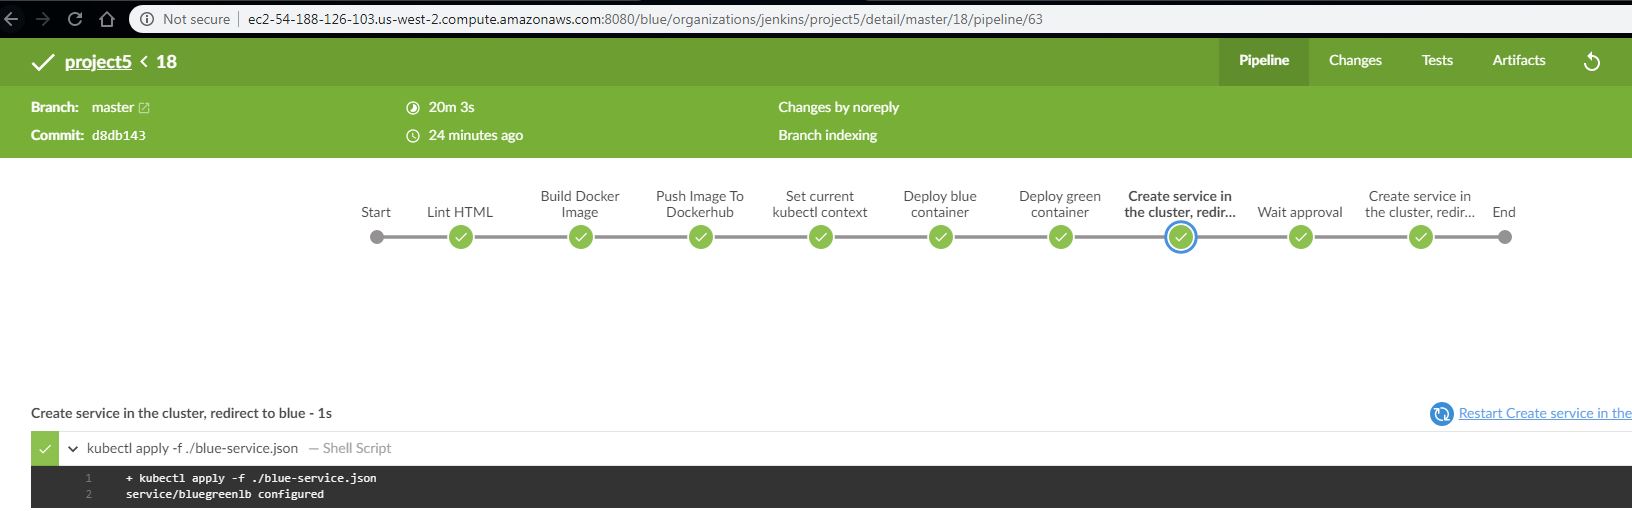 Not secure | ec2-54-188-126-103.us-west-2.compute.amazonaws.com:8080/blue/organizations/jenkins/project5/detail/master/18/pipeline/63
project5 < 18
Pipeline Changes Tests Artifacts
Branch: master 20m 3s Changes by noreply
Commit: d8db143 24 minutes ago Branch indexing
Start
Lint HTML
Build Docker
Image
Push Image To
Dockerhub
Set current
kubectl context
Deploy blue
container
Deploy green
container
Create service in
the cluster, redir...
Wait approval
Create service in
the cluster, redir...
End
Create service in the cluster, redirect to blue - 1s
Restart Create service in the
kubectl apply -f ./blue-service.json — Shell Script
1 + kubectl apply -f ./blue-service.json
2 service/bluegreenlb configured